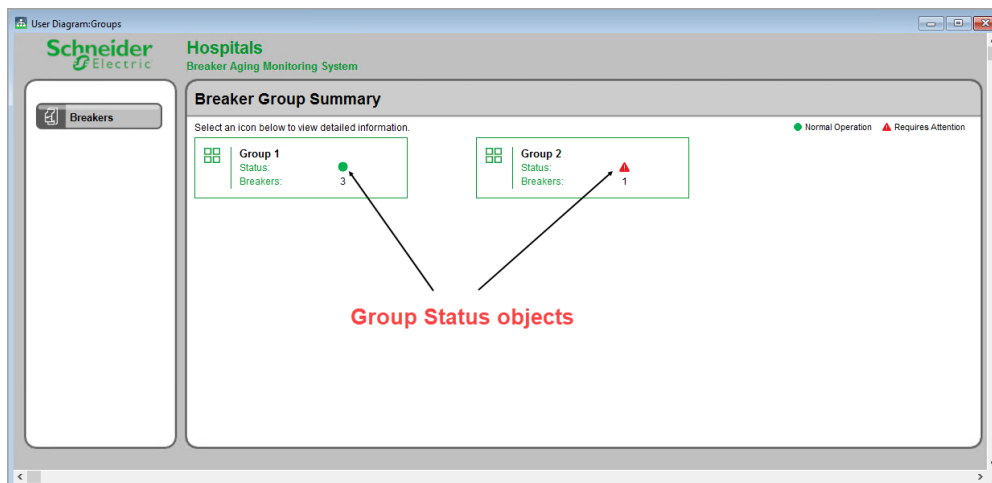 User Diagram:Groups
Schneider
Electric
Hospitals
Breaker Aging Monitoring System
Breakers
Breaker Group Summary
Select an icon below to view detailed information.
Normal Operation Requires Attention
Group 1
Status:
Breakers: 3
Group 2
Status:
Breakers: 1
Group Status objects